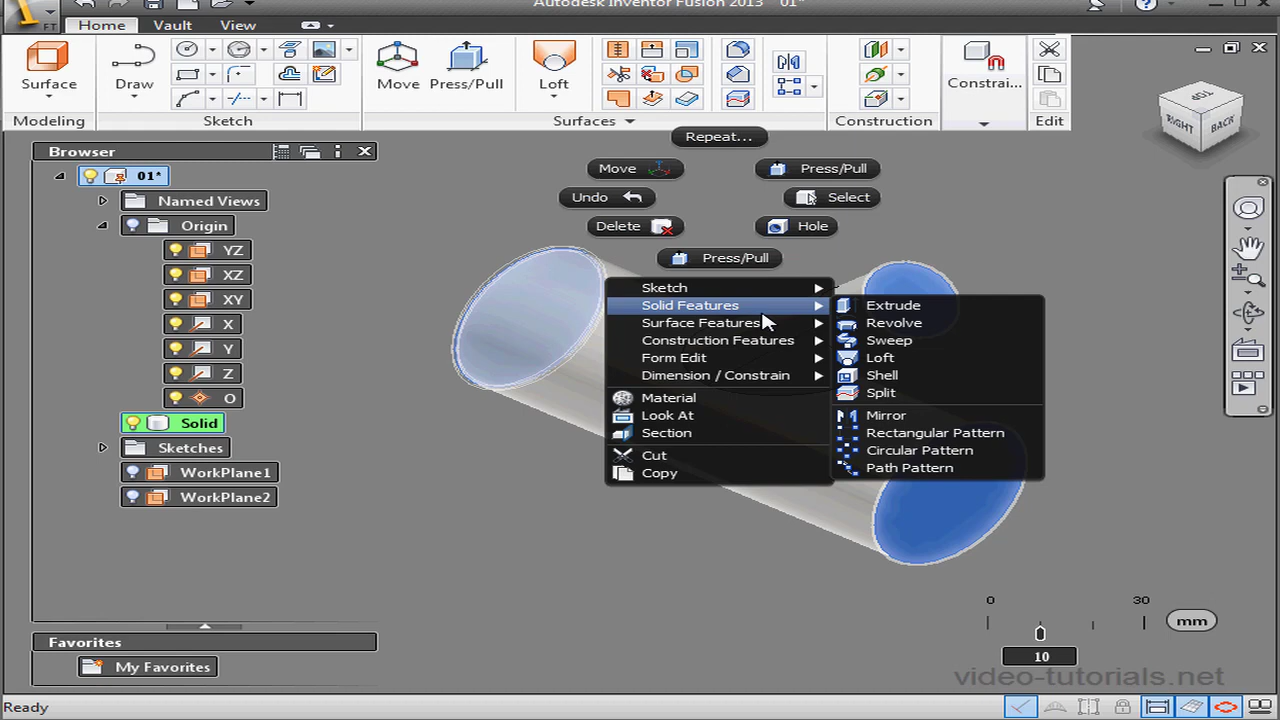 Autodesk Inventor Fusion 2013 01*
FT
Home Vault View
Surface Draw Move Press/Pull Loft Constrai...
Modeling Sketch Surfaces Construction Edit
Browser
01*
Named Views
Origin
YZ
XZ
XY
X
Y
Z
O
Solid
Sketches
WorkPlane1
WorkPlane2
Favorites
My Favorites
Repeat...
Move Press/Pull
Undo Select
Delete Hole
Press/Pull
Sketch
Solid Features
Surface Features
Construction Features
Form Edit
Dimension / Constrain
Material
Look At
Section
Cut
Copy
Extrude
Revolve
Sweep
Loft
Shell
Split
Mirror
Rectangular Pattern
Circular Pattern
Path Pattern
TOP
RIGHT BACK
0 30
mm
10
video-tutorials.net
Ready